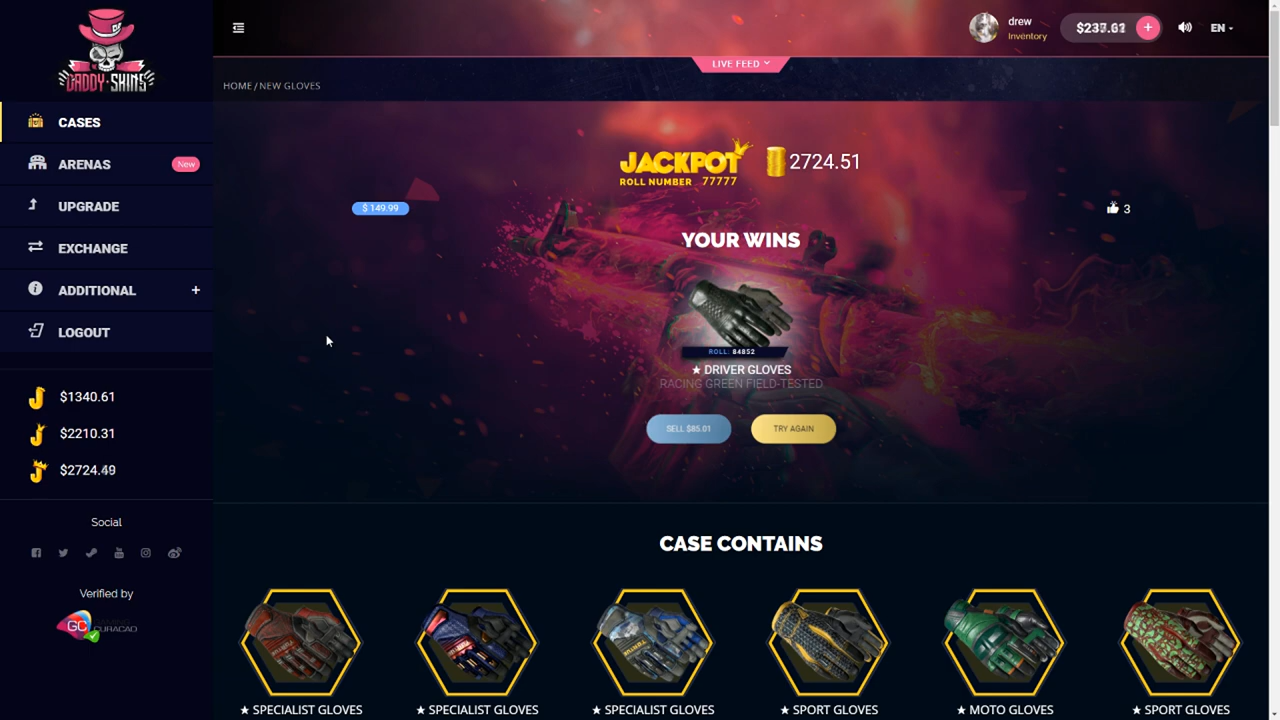 DADDY SKINS
drew
Inventory
EN
LIVE FEED
HOME / NEW GLOVES
CASES
ARENAS
New
UPGRADE
EXCHANGE
ADDITIONAL +
LOGOUT
$1340.61
$2210.31
$2724.49
Social
Verified by
GC
CURACAO
JACKPOT 2724.51
ROLL NUMBER 77777
$ 149.99
3
YOUR WINS
ROLL: 84852
★ DRIVER GLOVES
RACING GREEN FIELD-TESTED
SELL $85.01
TRY AGAIN
CASE CONTAINS
★ SPECIALIST GLOVES
★ SPECIALIST GLOVES
★ SPECIALIST GLOVES
★ SPORT GLOVES
★ MOTO GLOVES
★ SPORT GLOVES